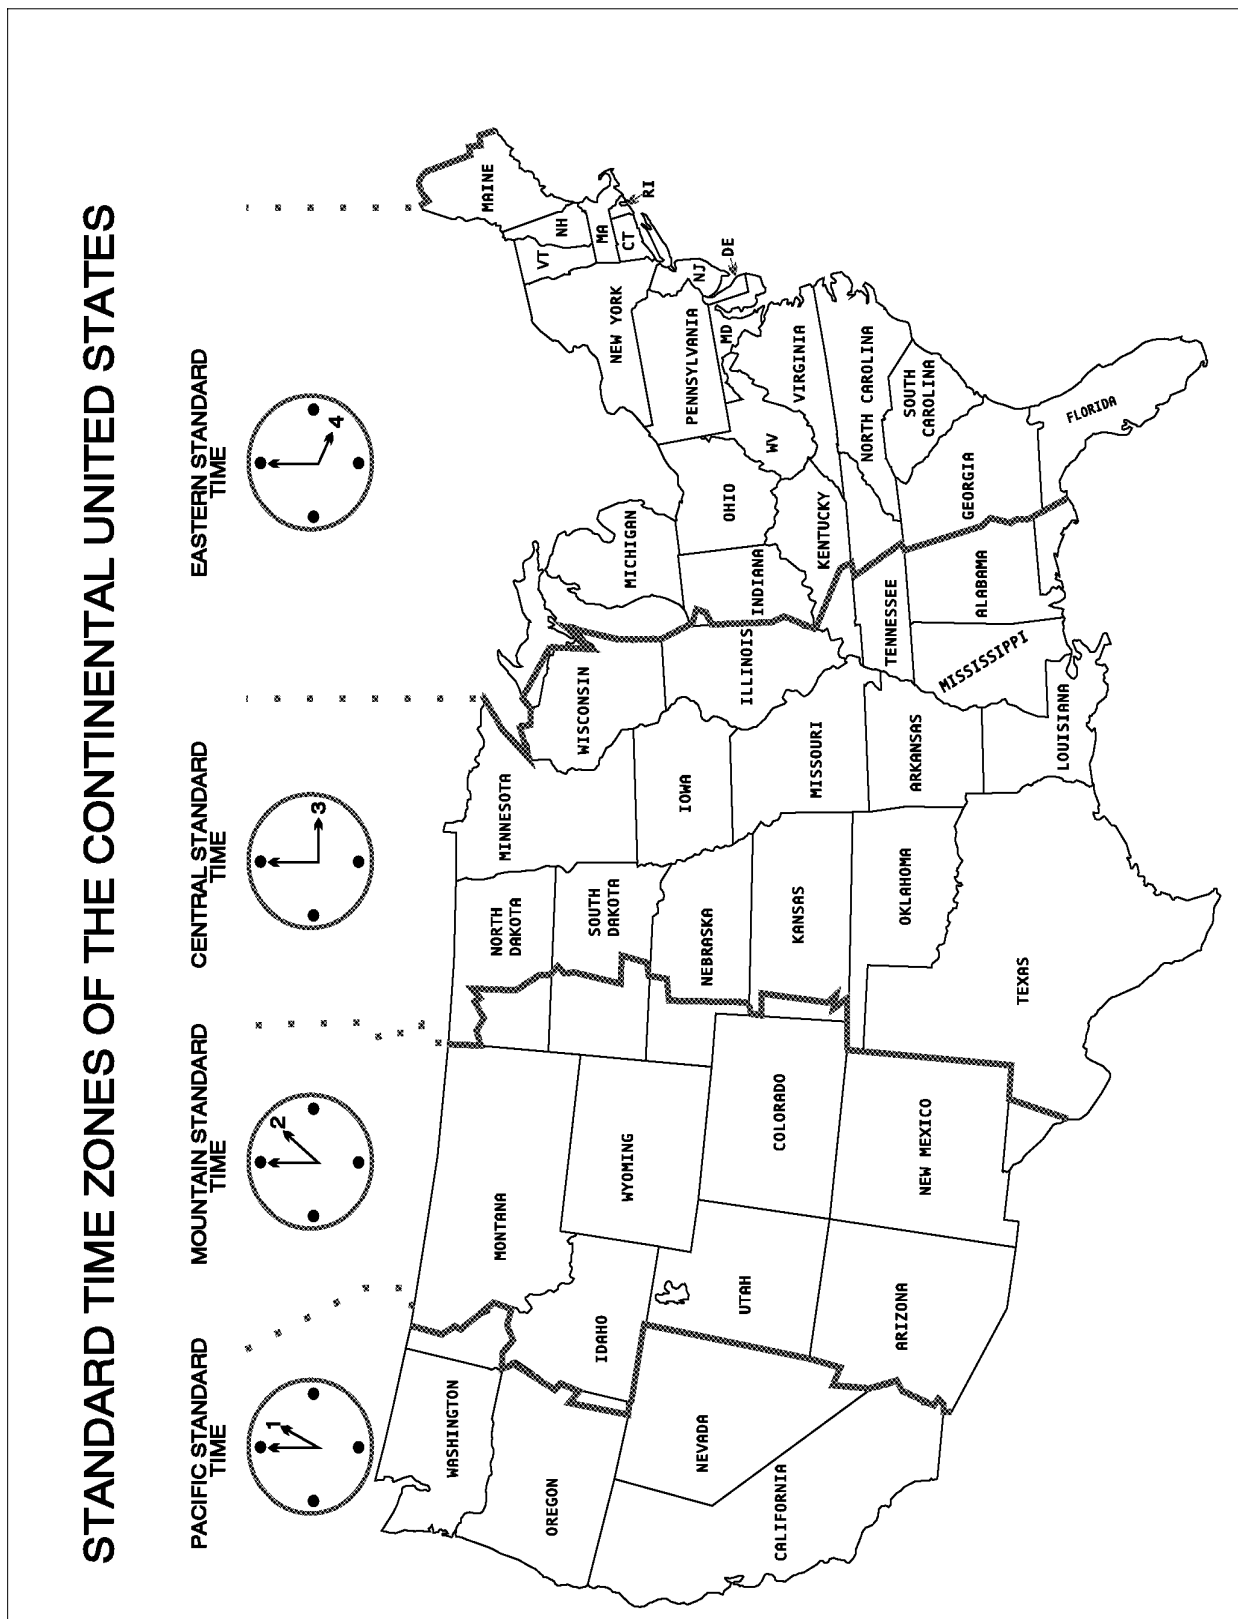 STANDARD TIME ZONES OF THE CONTINENTAL UNITED STATES
PACIFIC STANDARD
TIME
MOUNTAIN STANDARD
TIME
CENTRAL STANDARD
TIME
EASTERN STANDARD
TIME
1
2
3
4
WASHINGTON
OREGON
CALIFORNIA
NEVADA
IDAHO
MONTANA
WYOMING
UTAH
COLORADO
ARIZONA
NEW MEXICO
NORTH
DAKOTA
SOUTH
DAKOTA
NEBRASKA
KANSAS
OKLAHOMA
TEXAS
MINNESOTA
IOWA
MISSOURI
ARKANSAS
LOUISIANA
WISCONSIN
ILLINOIS
MICHIGAN
INDIANA
OHIO
KENTUCKY
TENNESSEE
MISSISSIPPI
ALABAMA
GEORGIA
FLORIDA
SOUTH
CAROLINA
NORTH CAROLINA
VIRGINIA
WV
MD
DE
PENNSYLVANIA
NJ
NEW YORK
CT
RI
MA
VT
NH
MAINE